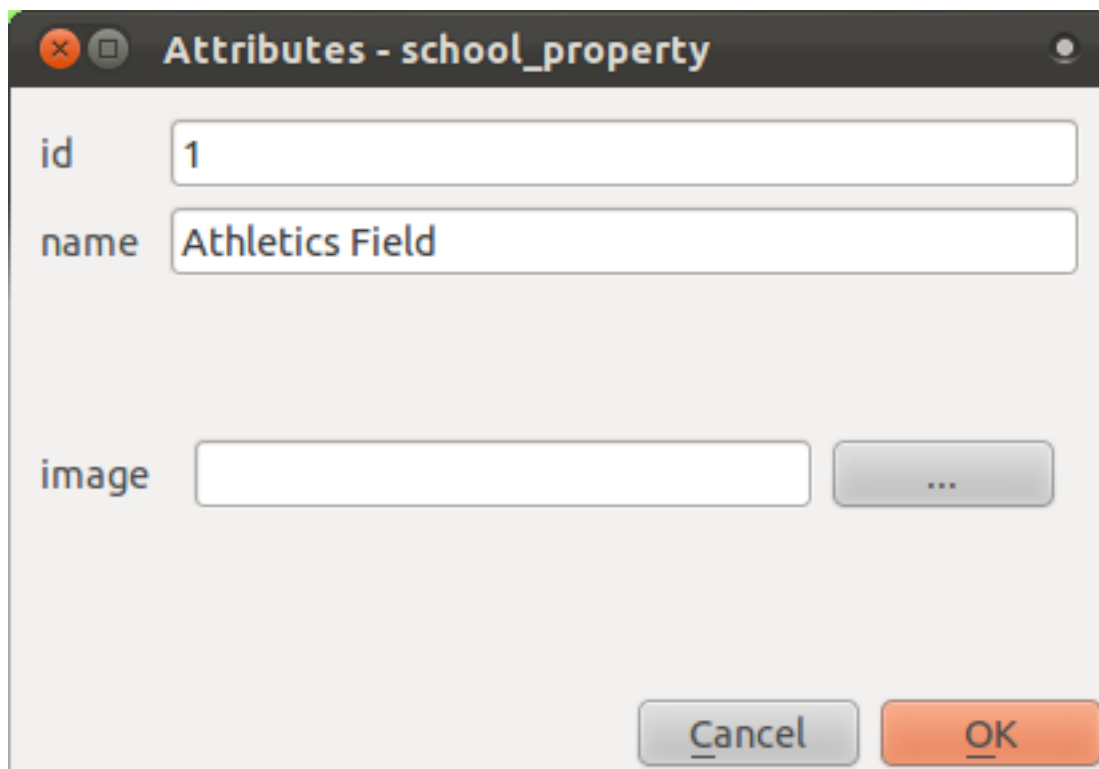 Attributes - school_property
id 1
name Athletics Field
image ...
Cancel OK